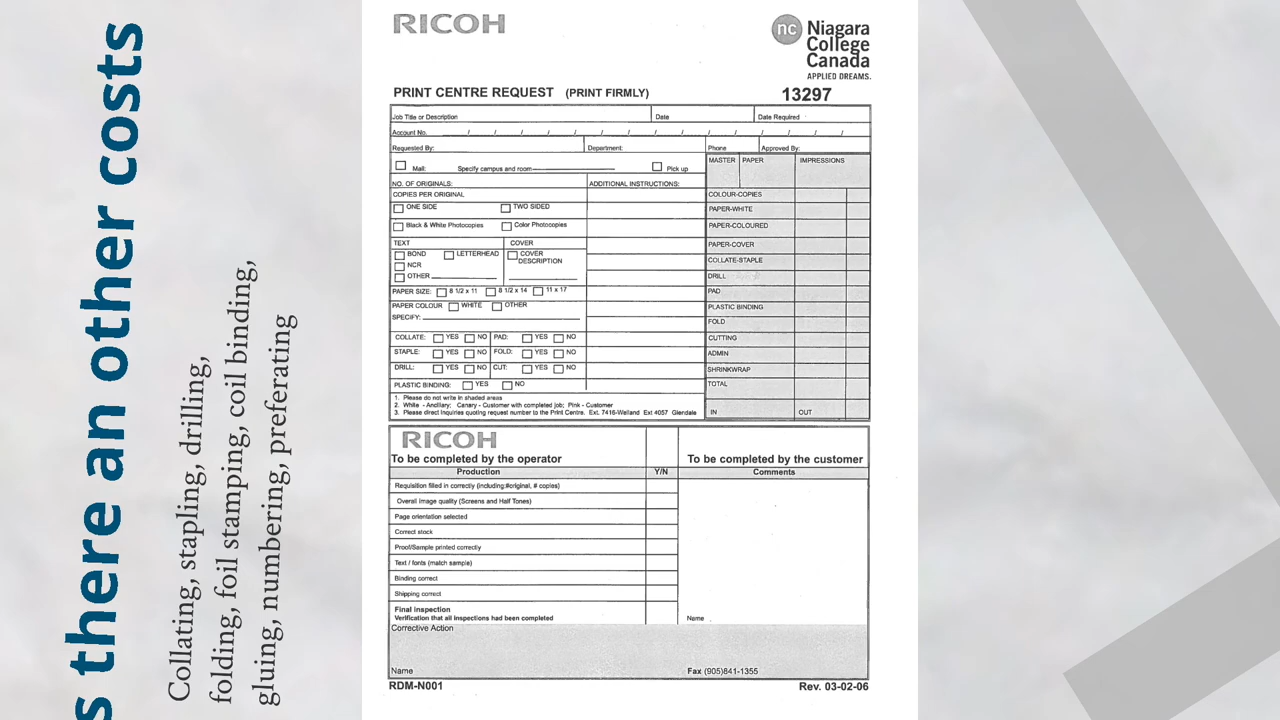 s there an other costs
Collating, stapling, drilling,
folding, foil stamping, coil binding,
gluing, numbering, preferating
RICOH
nc Niagara
College
Canada
APPLIED DREAMS.
PRINT CENTRE REQUEST (PRINT FIRMLY) 13297
Job Title or Description Date Date Required
Account No. / / / / / / / / / / / / / / /
Requested By: Department: Phone Approved By:
Mail: Specify campus and room Pick up
MASTER PAPER IMPRESSIONS
NO. OF ORIGINALS: ADDITIONAL INSTRUCTIONS:
COPIES PER ORIGINAL COLOUR-COPIES
ONE SIDE TWO SIDED PAPER-WHITE
Black & White Photocopies Color Photocopies PAPER-COLOURED
TEXT COVER PAPER-COVER
BOND LETTERHEAD COVER
DESCRIPTION COLLATE-STAPLE
NCR
OTHER DRILL
PAPER SIZE: 8 1/2 x 11 8 1/2 x 14 11 x 17 PAD
PAPER COLOUR WHITE OTHER PLASTIC BINDING
SPECIFY: FOLD
COLLATE: YES NO PAD: YES NO CUTTING
STAPLE: YES NO FOLD: YES NO ADMIN
DRILL: YES NO CUT: YES NO SHRINKWRAP
PLASTIC BINDING: YES NO TOTAL
1. Please do not write in shaded areas
2. White - Ancillary; Canary - Customer with completed job; Pink - Customer
3. Please direct inquiries quoting request number to the Print Centre. Ext. 7416-Welland Ext 4057 Glendale
IN OUT
RICOH
To be completed by the operator To be completed by the customer
Production Y/N Comments
Requisition filled in correctly (including:#original, # copies)
Overall image quality (Screens and Half Tones)
Page orientation selected
Correct stock
Proof/Sample printed correctly
Text / fonts (match sample)
Binding correct
Shipping correct
Final Inspection
Verification that all inspections had been completed Name
Corrective Action
Name Fax (905)841-1355
RDM-N001 Rev. 03-02-06